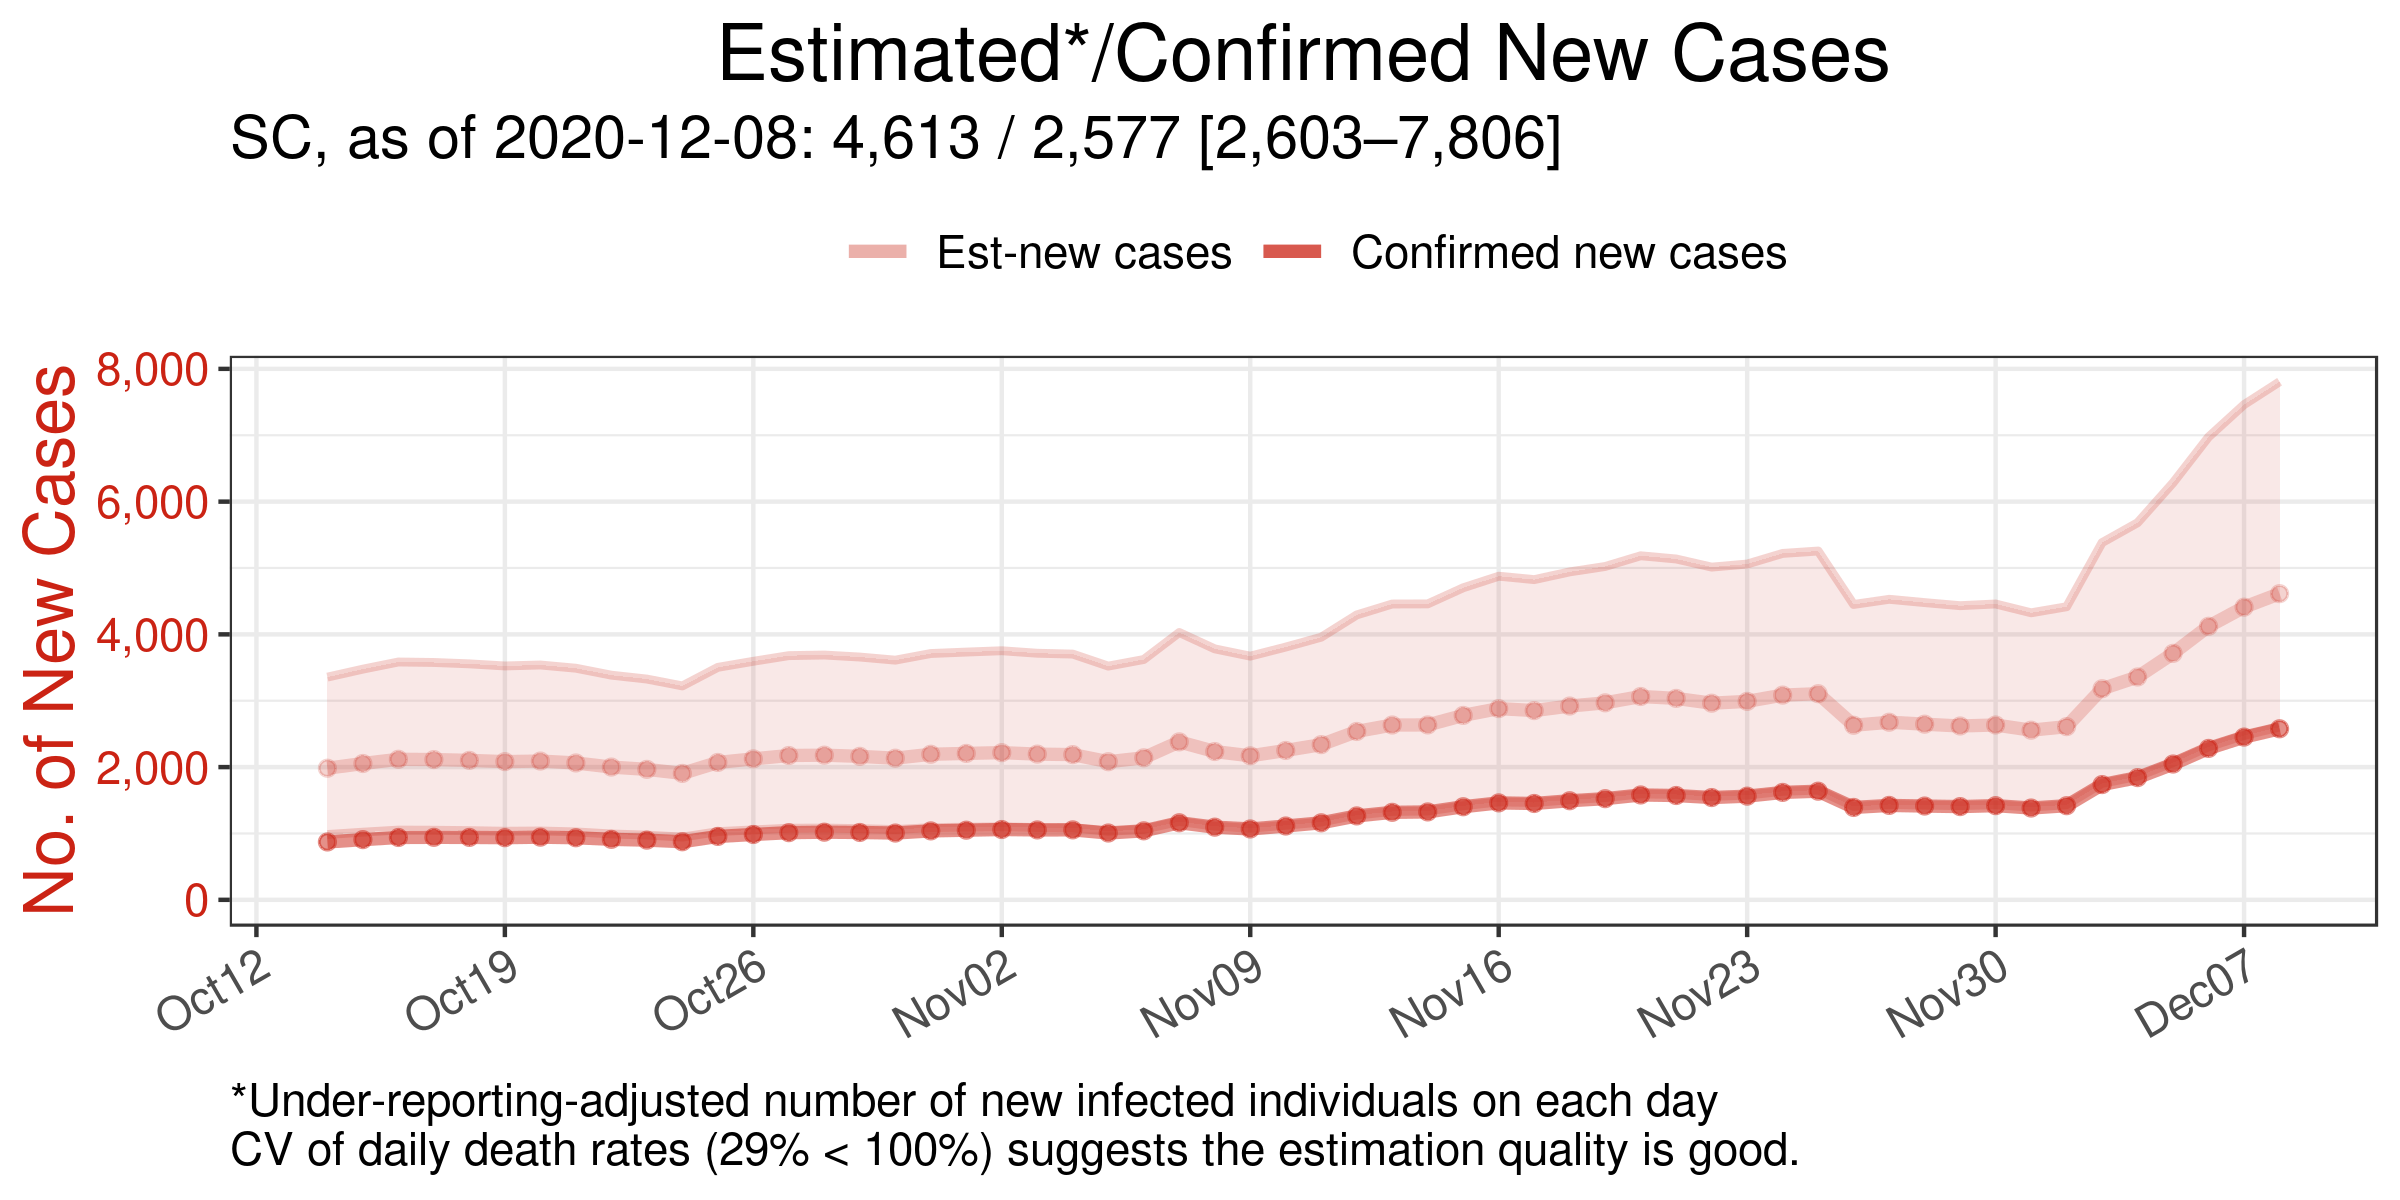 Estimated*/Confirmed New Cases
SC, as of 2020-12-08: 4,613 / 2,577 [2,603–7,806]
Est-new cases
Confirmed new cases
No. of New Cases
8,000
6,000
4,000
2,000
0
Oct12
Oct19
Oct26
Nov02
Nov09
Nov16
Nov23
Nov30
Dec07
*Under-reporting-adjusted number of new infected individuals on each day
CV of daily death rates (29% < 100%) suggests the estimation quality is good.